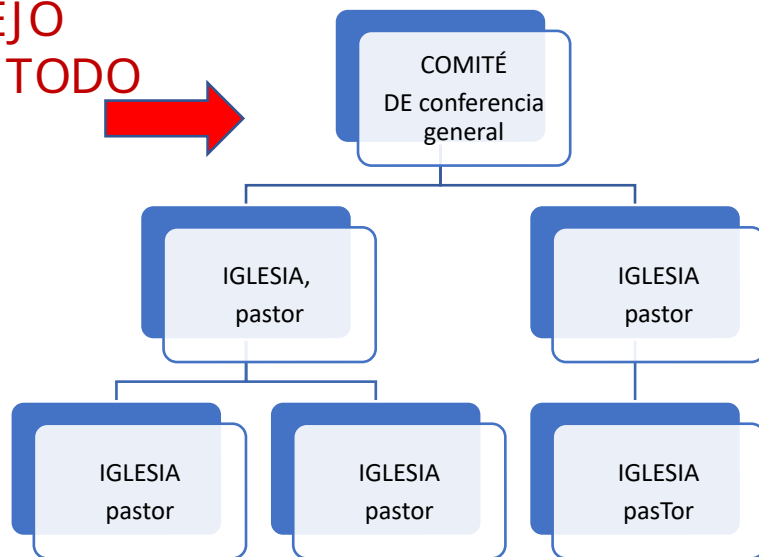 EJO
TODO
COMITÉ
DE conferencia
general
IGLESIA,
pastor
IGLESIA
pastor
IGLESIA
pastor
IGLESIA
pastor
IGLESIA
pasTor